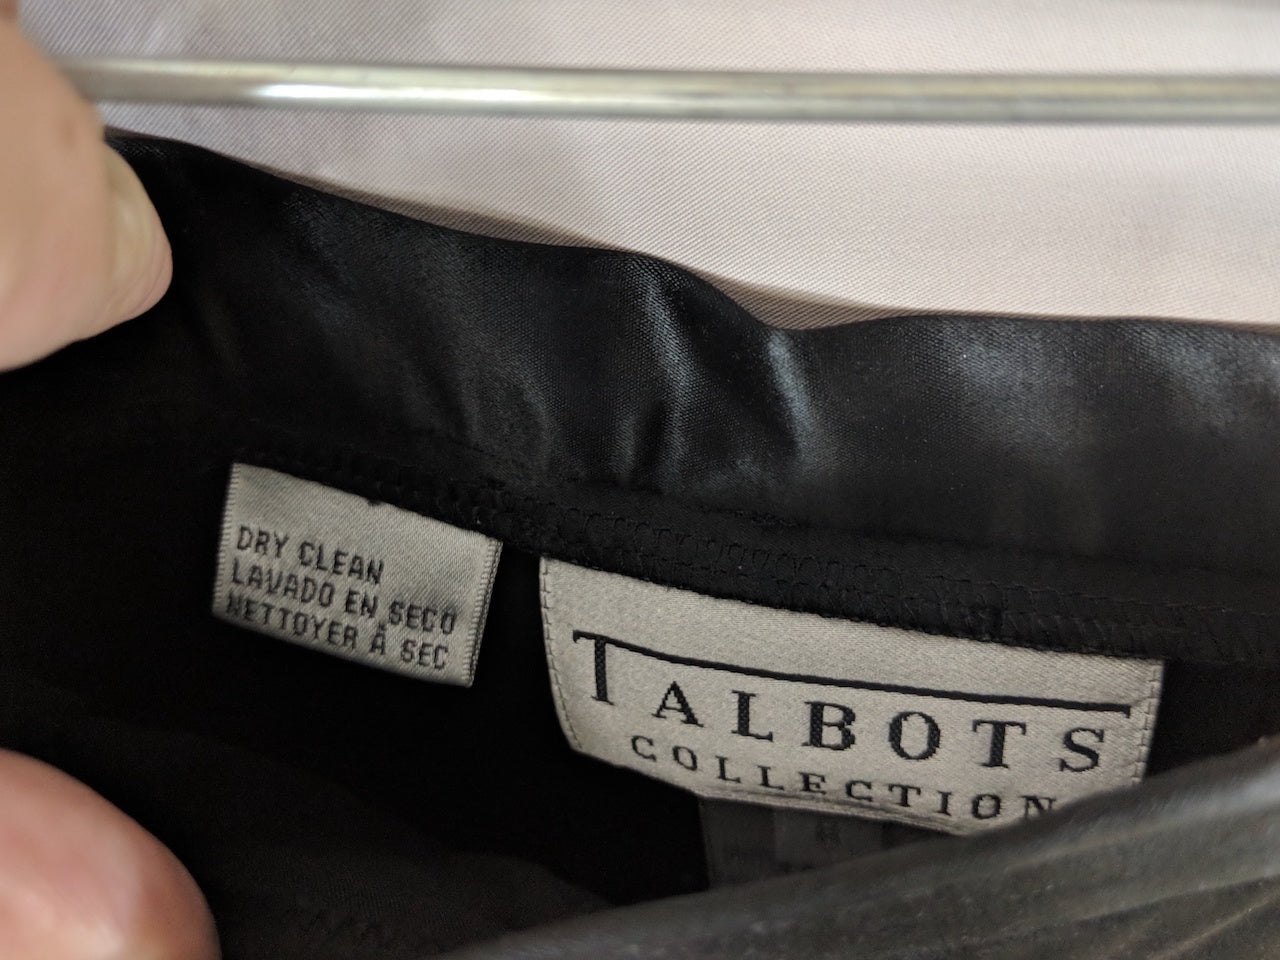 DRY CLEAN
LAVADO EN SECO
NETTOYER À SEC
TALBOTS
COLLECTION